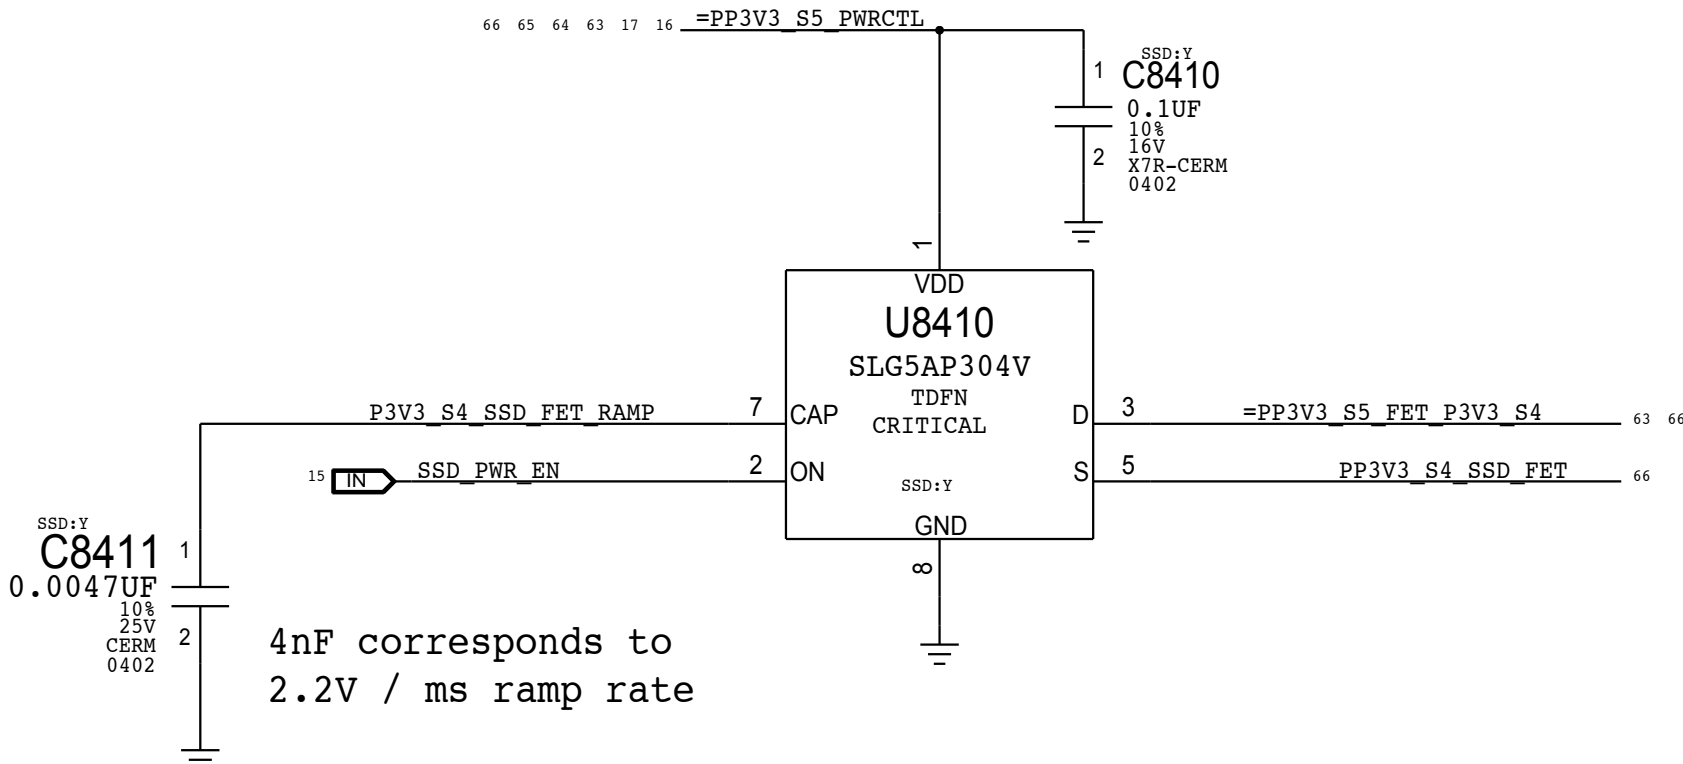 66 65 64 63 17 16 =PP3V3_S5_PWRCTL
SSD:Y
1 C8410
0.1UF
10%
16V
2 X7R-CERM
0402
1
VDD
U8410
SLG5AP304V
TDFN
CRITICAL
P3V3_S4_SSD_FET_RAMP 7 CAP
D 3 =PP3V3_S5_FET_P3V3_S4 63 66
15 IN SSD_PWR_EN 2 ON
SSD:Y
S 5 PP3V3_S4_SSD_FET 66
GND
8
SSD:Y
C8411 1
0.0047UF
10%
25V
CERM 2
0402
4nF corresponds to
2.2V / ms ramp rate